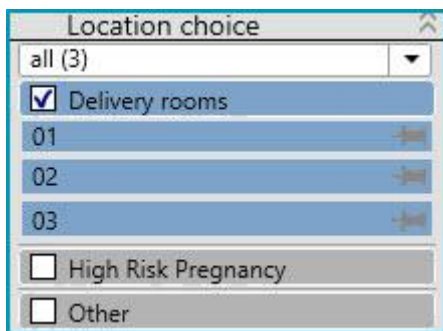 Location choice
all (3)
Delivery rooms
01
02
03
High Risk Pregnancy
Other